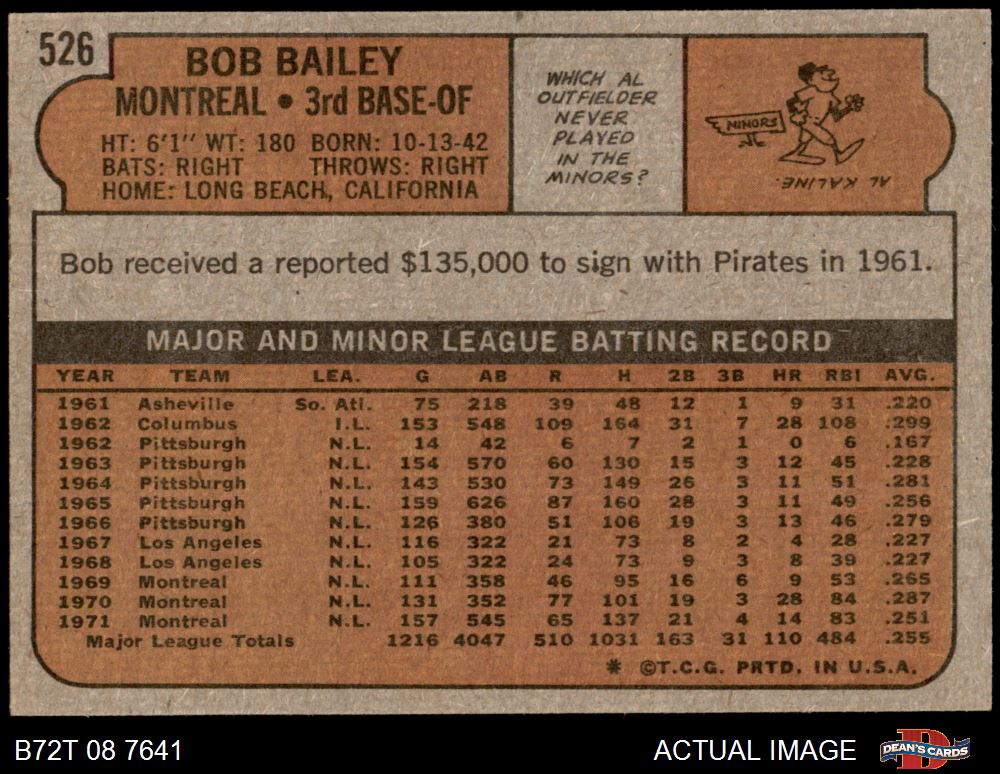 526
BOB BAILEY
MONTREAL • 3rd BASE-OF
HT: 6'1" WT: 180 BORN: 10-13-42
BATS: RIGHT THROWS: RIGHT
HOME: LONG BEACH, CALIFORNIA
WHICH AL
OUTFIELDER
NEVER
PLAYED
IN THE
MINORS?
MINORS
AL KALINE.
Bob received a reported $135,000 to sign with Pirates in 1961.
MAJOR AND MINOR LEAGUE BATTING RECORD
YEAR TEAM LEA. G AB R H 2B 3B HR RBI AVG.
1961 Asheville So. Atl. 75 218 39 48 12 1 9 31 .220
1962 Columbus I.L. 153 548 109 164 31 7 28 108 .299
1962 Pittsburgh N.L. 14 42 6 7 2 1 0 6 .167
1963 Pittsburgh N.L. 154 570 60 130 15 3 12 45 .228
1964 Pittsburgh N.L. 143 530 73 149 26 3 11 51 .281
1965 Pittsburgh N.L. 159 626 87 160 28 3 11 49 .256
1966 Pittsburgh N.L. 126 380 51 106 19 3 13 46 .279
1967 Los Angeles N.L. 116 322 21 73 8 2 4 28 .227
1968 Los Angeles N.L. 105 322 24 73 9 3 8 39 .227
1969 Montreal N.L. 111 358 46 95 16 6 9 53 .265
1970 Montreal N.L. 131 352 77 101 19 3 28 84 .287
1971 Montreal N.L. 157 545 65 137 21 4 14 83 .251
Major League Totals 1216 4047 510 1031 163 31 110 484 .255
* ©T.C.G. PRTD. IN U.S.A.
B72T 08 7641
ACTUAL IMAGE
DEAN'S CARDS